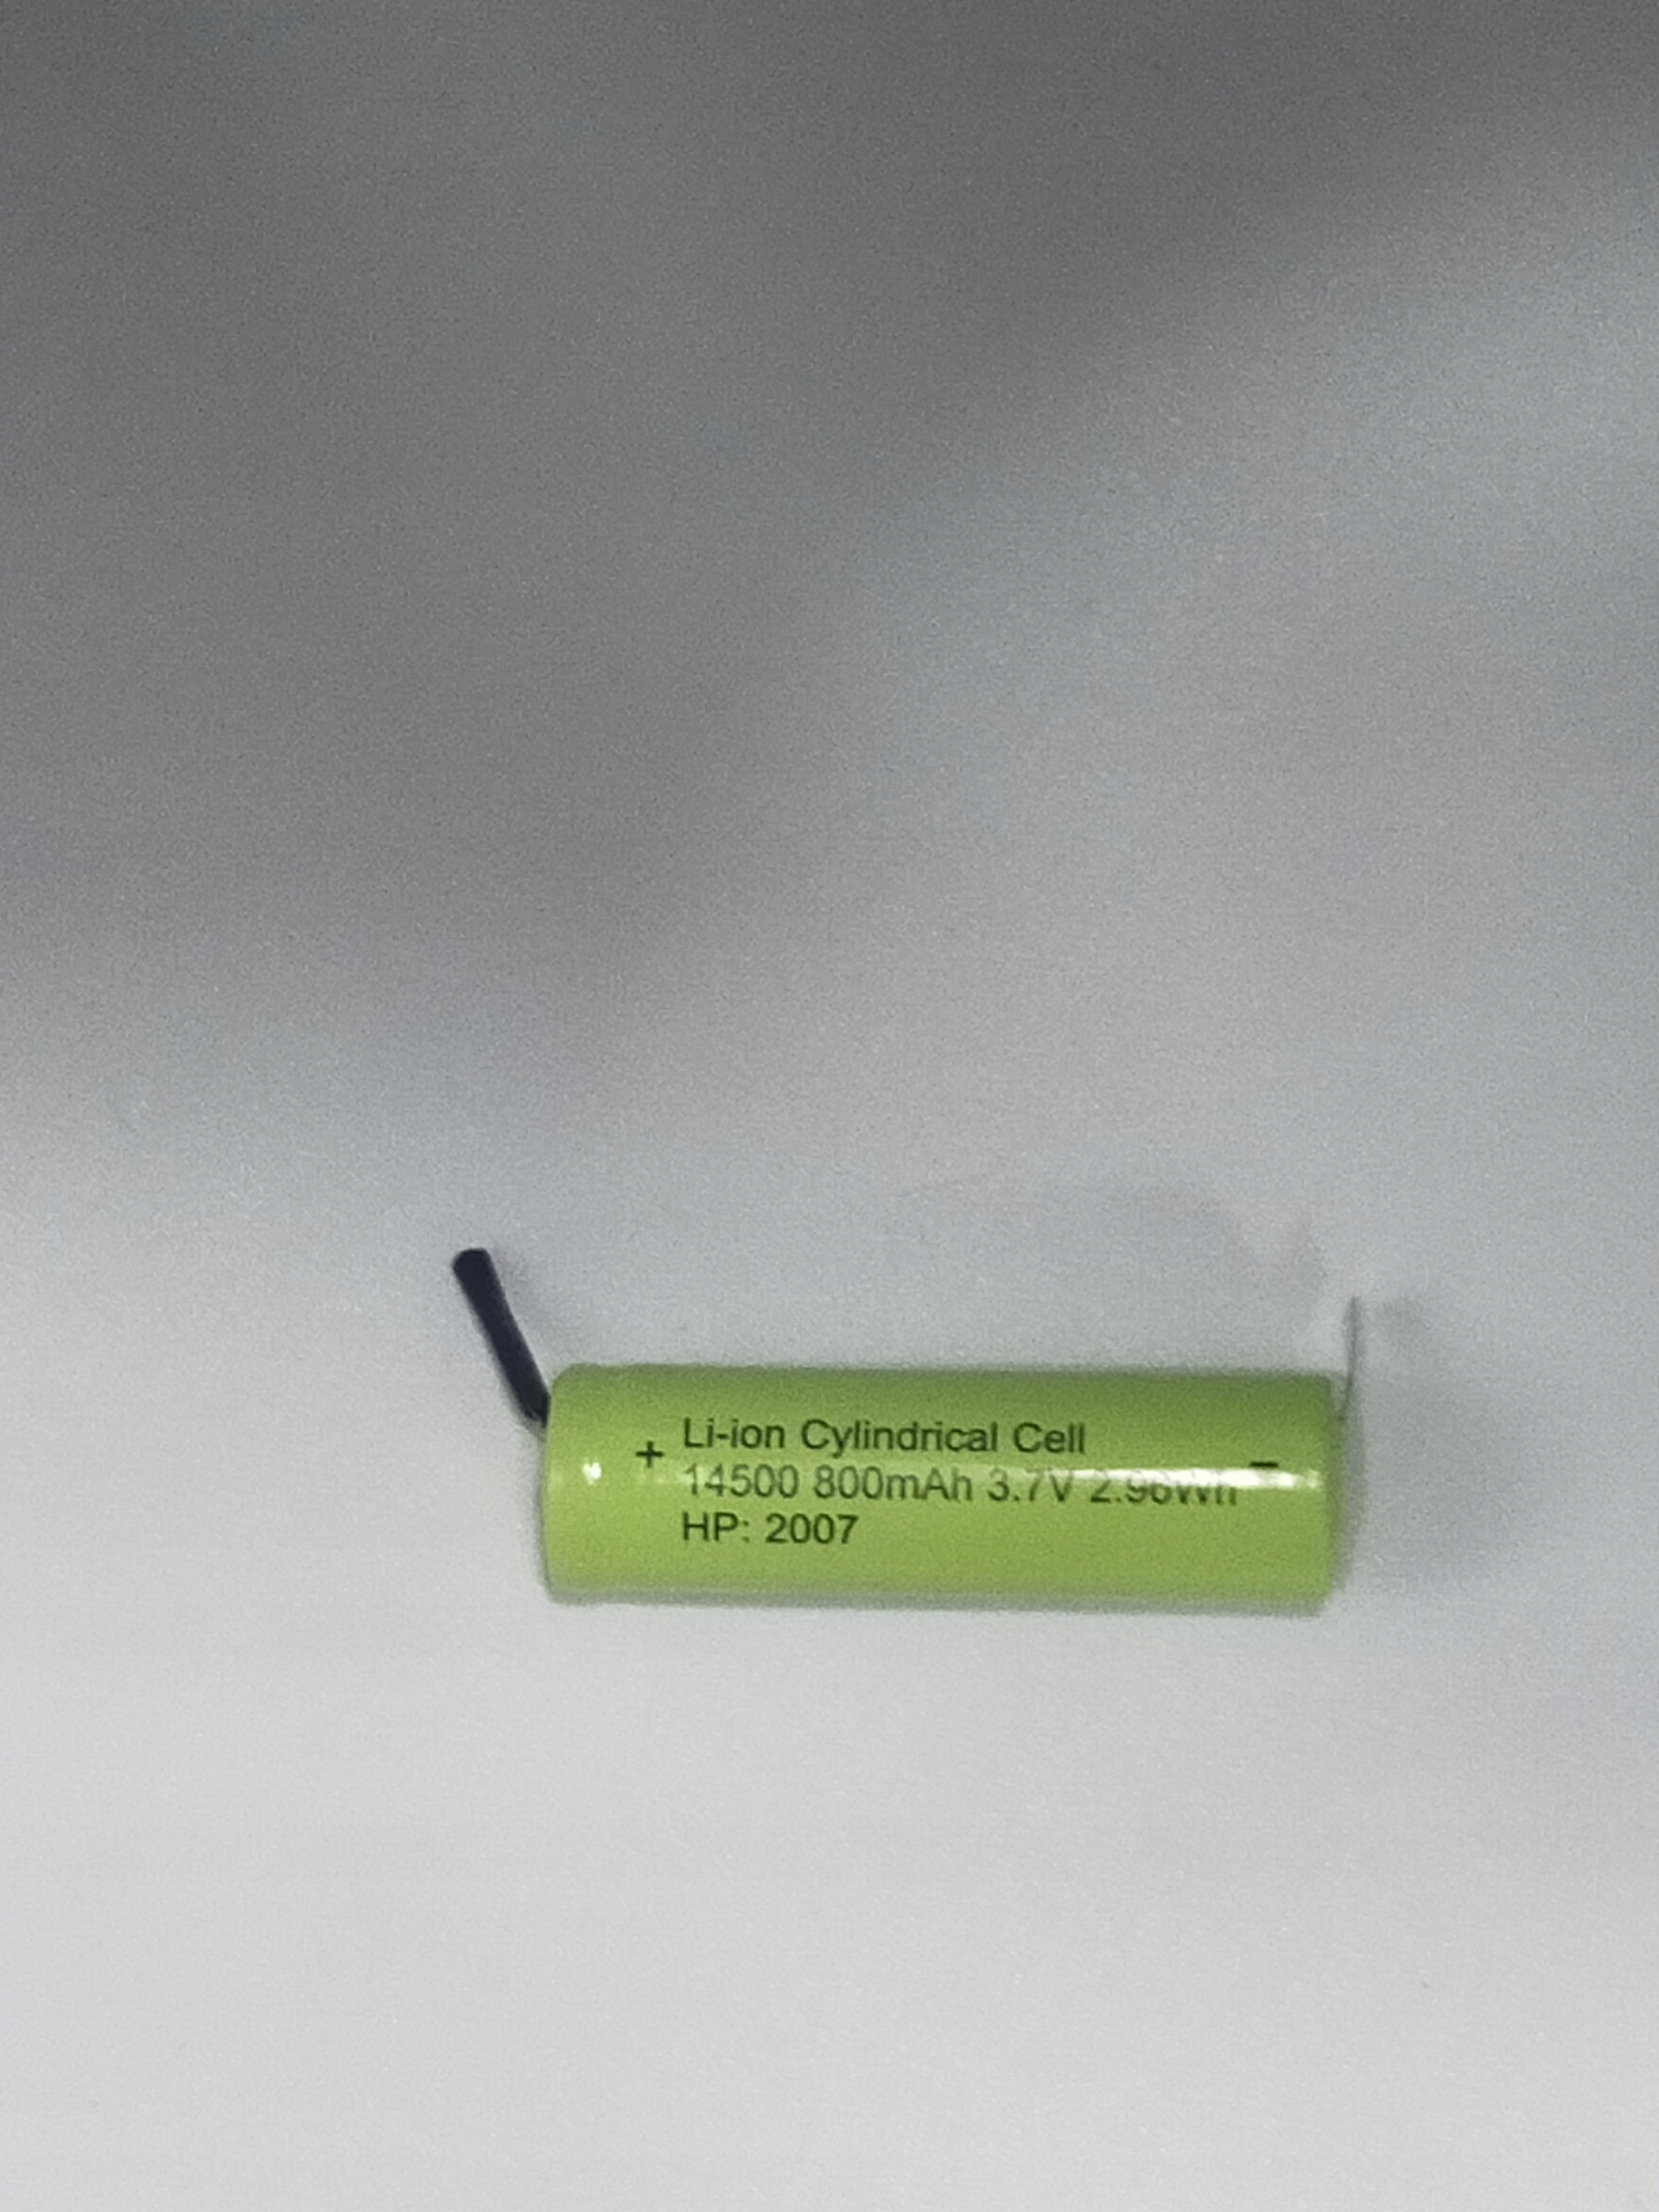 + Li-ion Cylindrical Cell -
14500 800mAh 3.7V 2.96Wh
HP: 2007